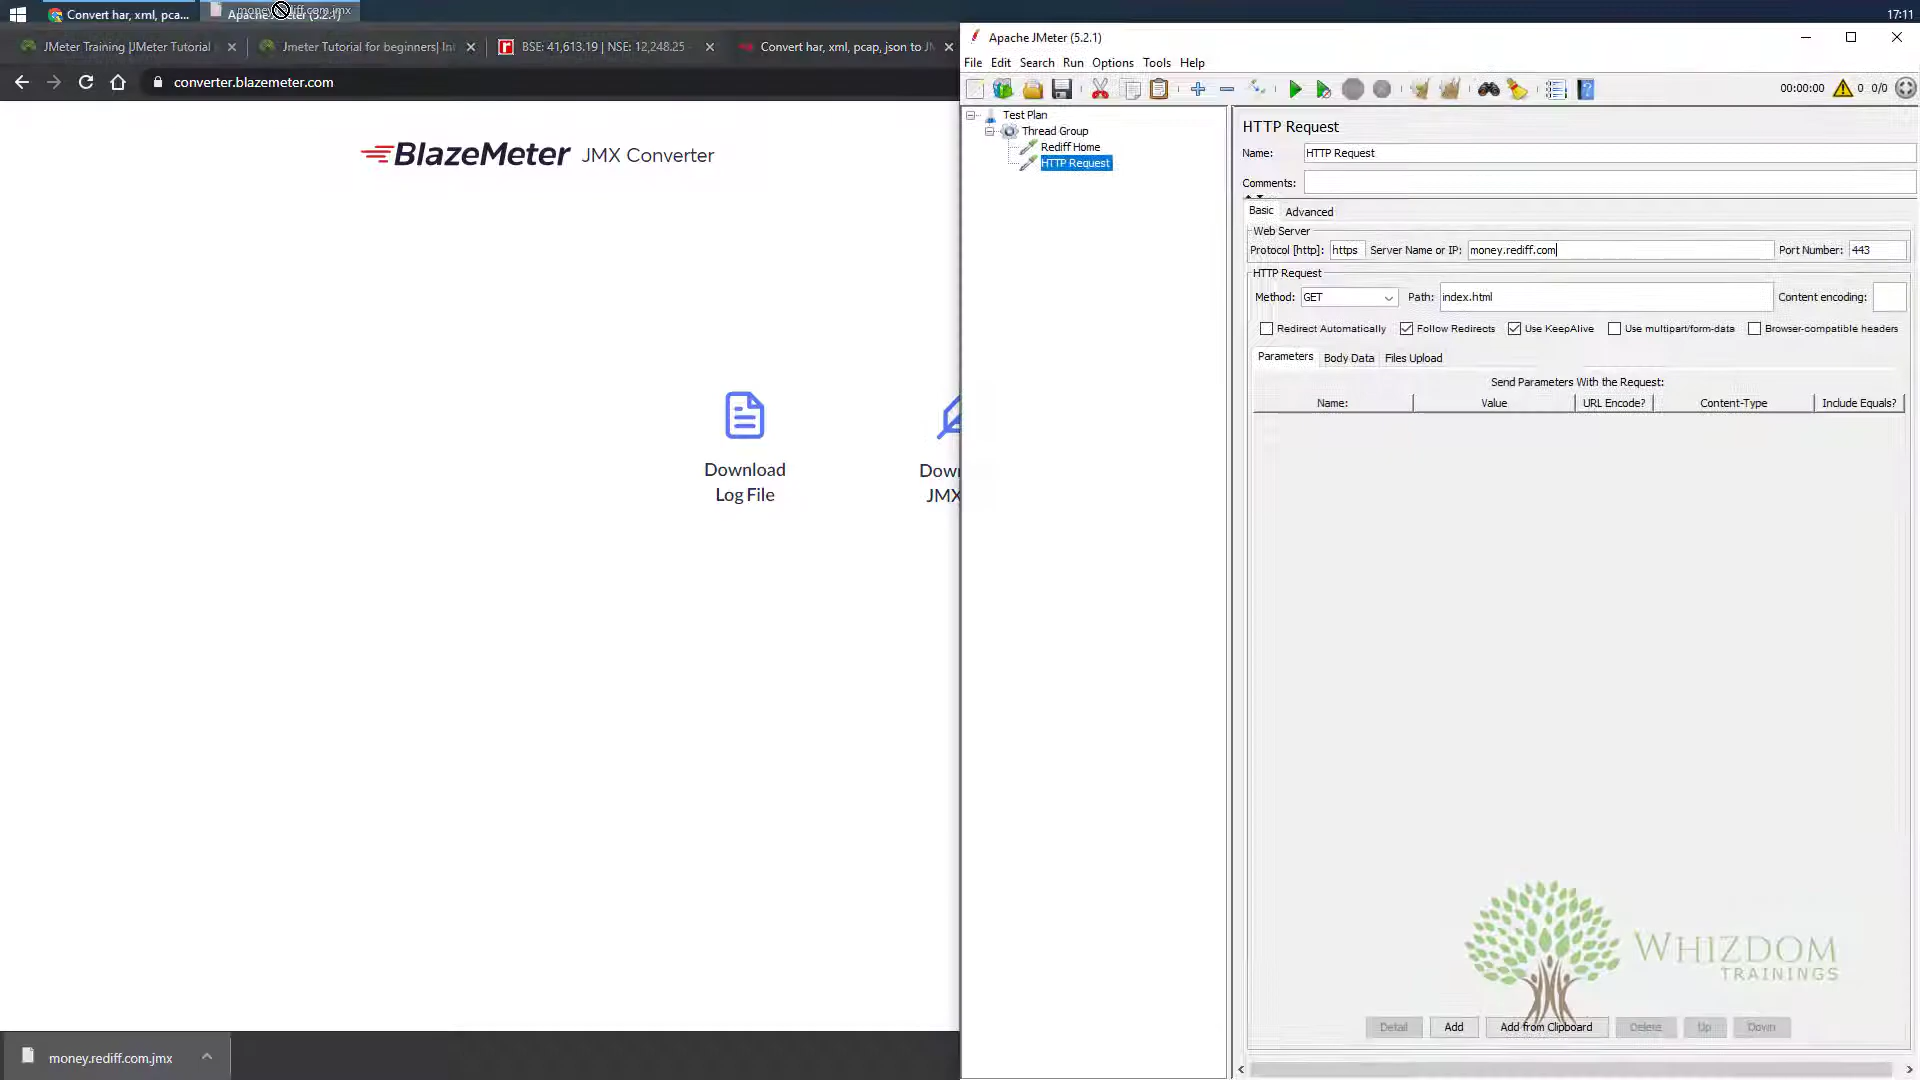 Convert har, xml, pca...
money.rediff.com.jmx
17:11
JMeter Training |JMeter Tutorial
Jmeter Tutorial for beginners| In
BSE: 41,613.19 | NSE: 12,248.25
Convert har, xml, pcap, json to JM
converter.blazemeter.com
BlazeMeter JMX Converter
Download
Log File
Down
JMX
money.rediff.com.jmx
Apache JMeter (5.2.1)
File Edit Search Run Options Tools Help
00:00:00 0 0/0
Test Plan
Thread Group
Rediff Home
HTTP Request
HTTP Request
Name: HTTP Request
Comments:
Basic Advanced
Web Server
Protocol [http]: https Server Name or IP: money.rediff.com Port Number: 443
HTTP Request
Method: GET Path: index.html Content encoding:
Redirect Automatically Follow Redirects Use KeepAlive Use multipart/form-data Browser-compatible headers
Parameters Body Data Files Upload
Send Parameters With the Request:
Name: Value URL Encode? Content-Type Include Equals?
WHIZDOM
TRAININGS
Detail Add Add from Clipboard Delete Up Down